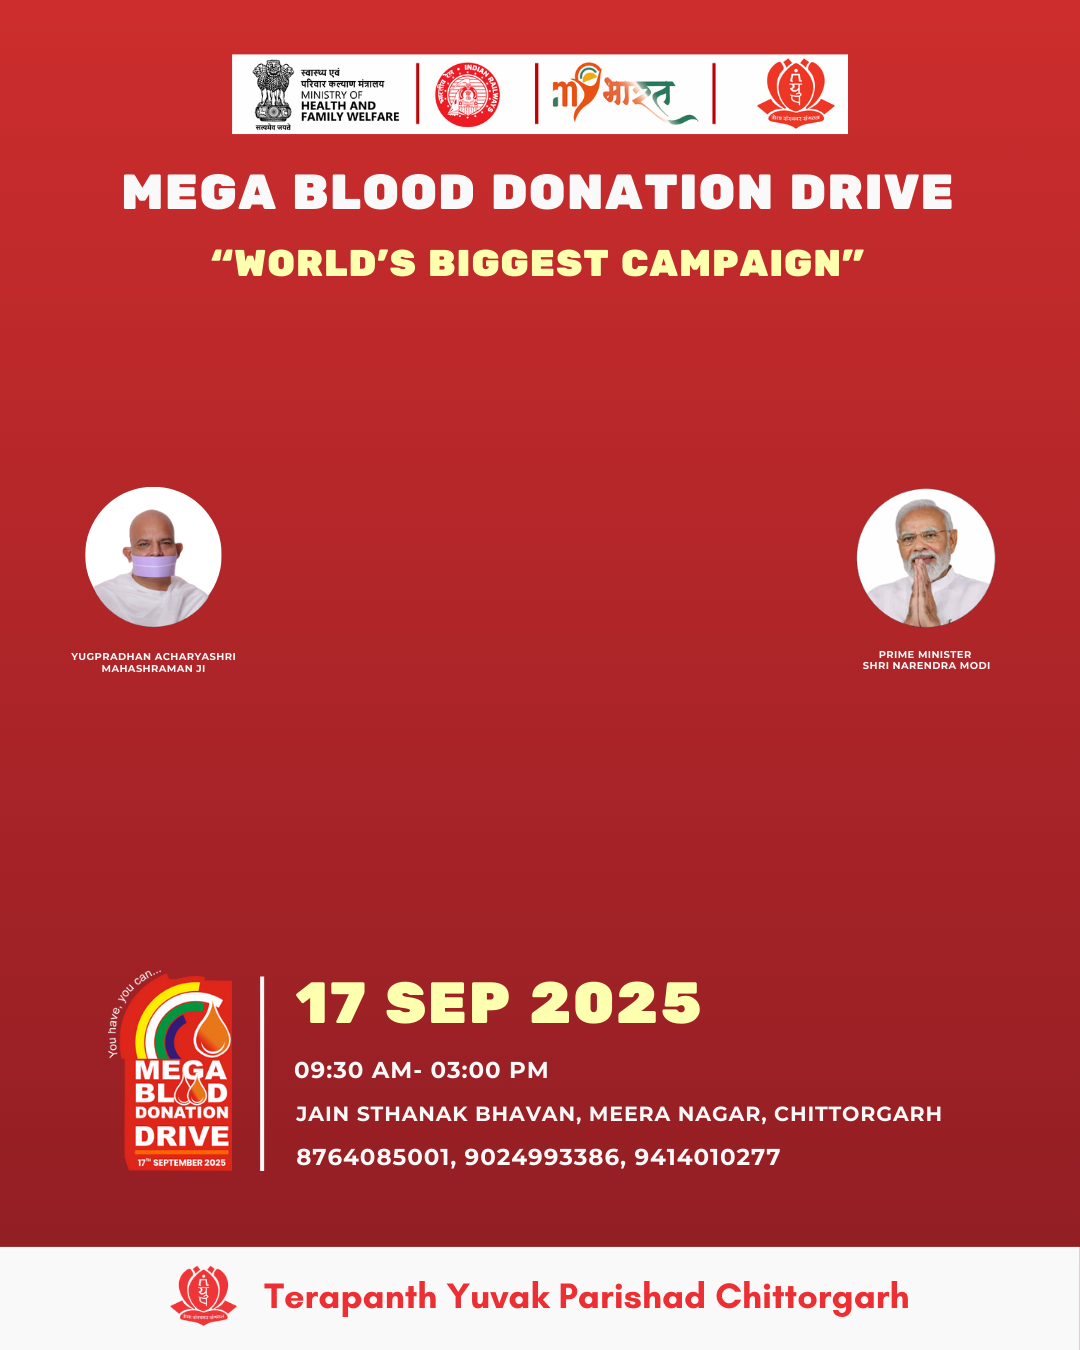 स्वास्थ्य एवं
परिवार कल्याण मंत्रालय
MINISTRY OF
HEALTH AND
FAMILY WELFARE
सत्यमेव जयते
भारतीय रेल • INDIAN RAILWAYS
my भारत
MEGA BLOOD DONATION DRIVE
“WORLD’S BIGGEST CAMPAIGN”
YUGPRADHAN ACHARYASHRI
MAHASHRAMAN JI
PRIME MINISTER
SHRI NARENDRA MODI
You have, you can...
MEGA
BLOOD
DONATION
DRIVE
17TH SEPTEMBER 2025
17 SEP 2025
09:30 AM- 03:00 PM
JAIN STHANAK BHAVAN, MEERA NAGAR, CHITTORGARH
8764085001, 9024993386, 9414010277
Terapanth Yuvak Parishad Chittorgarh